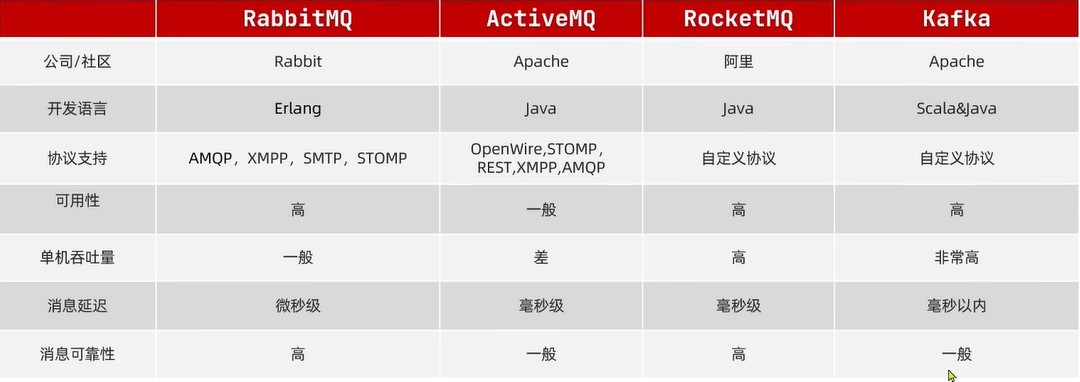 RabbitMQ ActiveMQ RocketMQ Kafka
公司/社区 Rabbit Apache 阿里 Apache
开发语言 Erlang Java Java Scala&Java
协议支持 AMQP，XMPP，SMTP，STOMP OpenWire,STOMP， 自定义协议 自定义协议
REST,XMPP,AMQP
可用性 高 一般 高 高
单机吞吐量 一般 差 高 非常高
消息延迟 微秒级 毫秒级 毫秒级 毫秒以内
消息可靠性 高 一般 高 一般